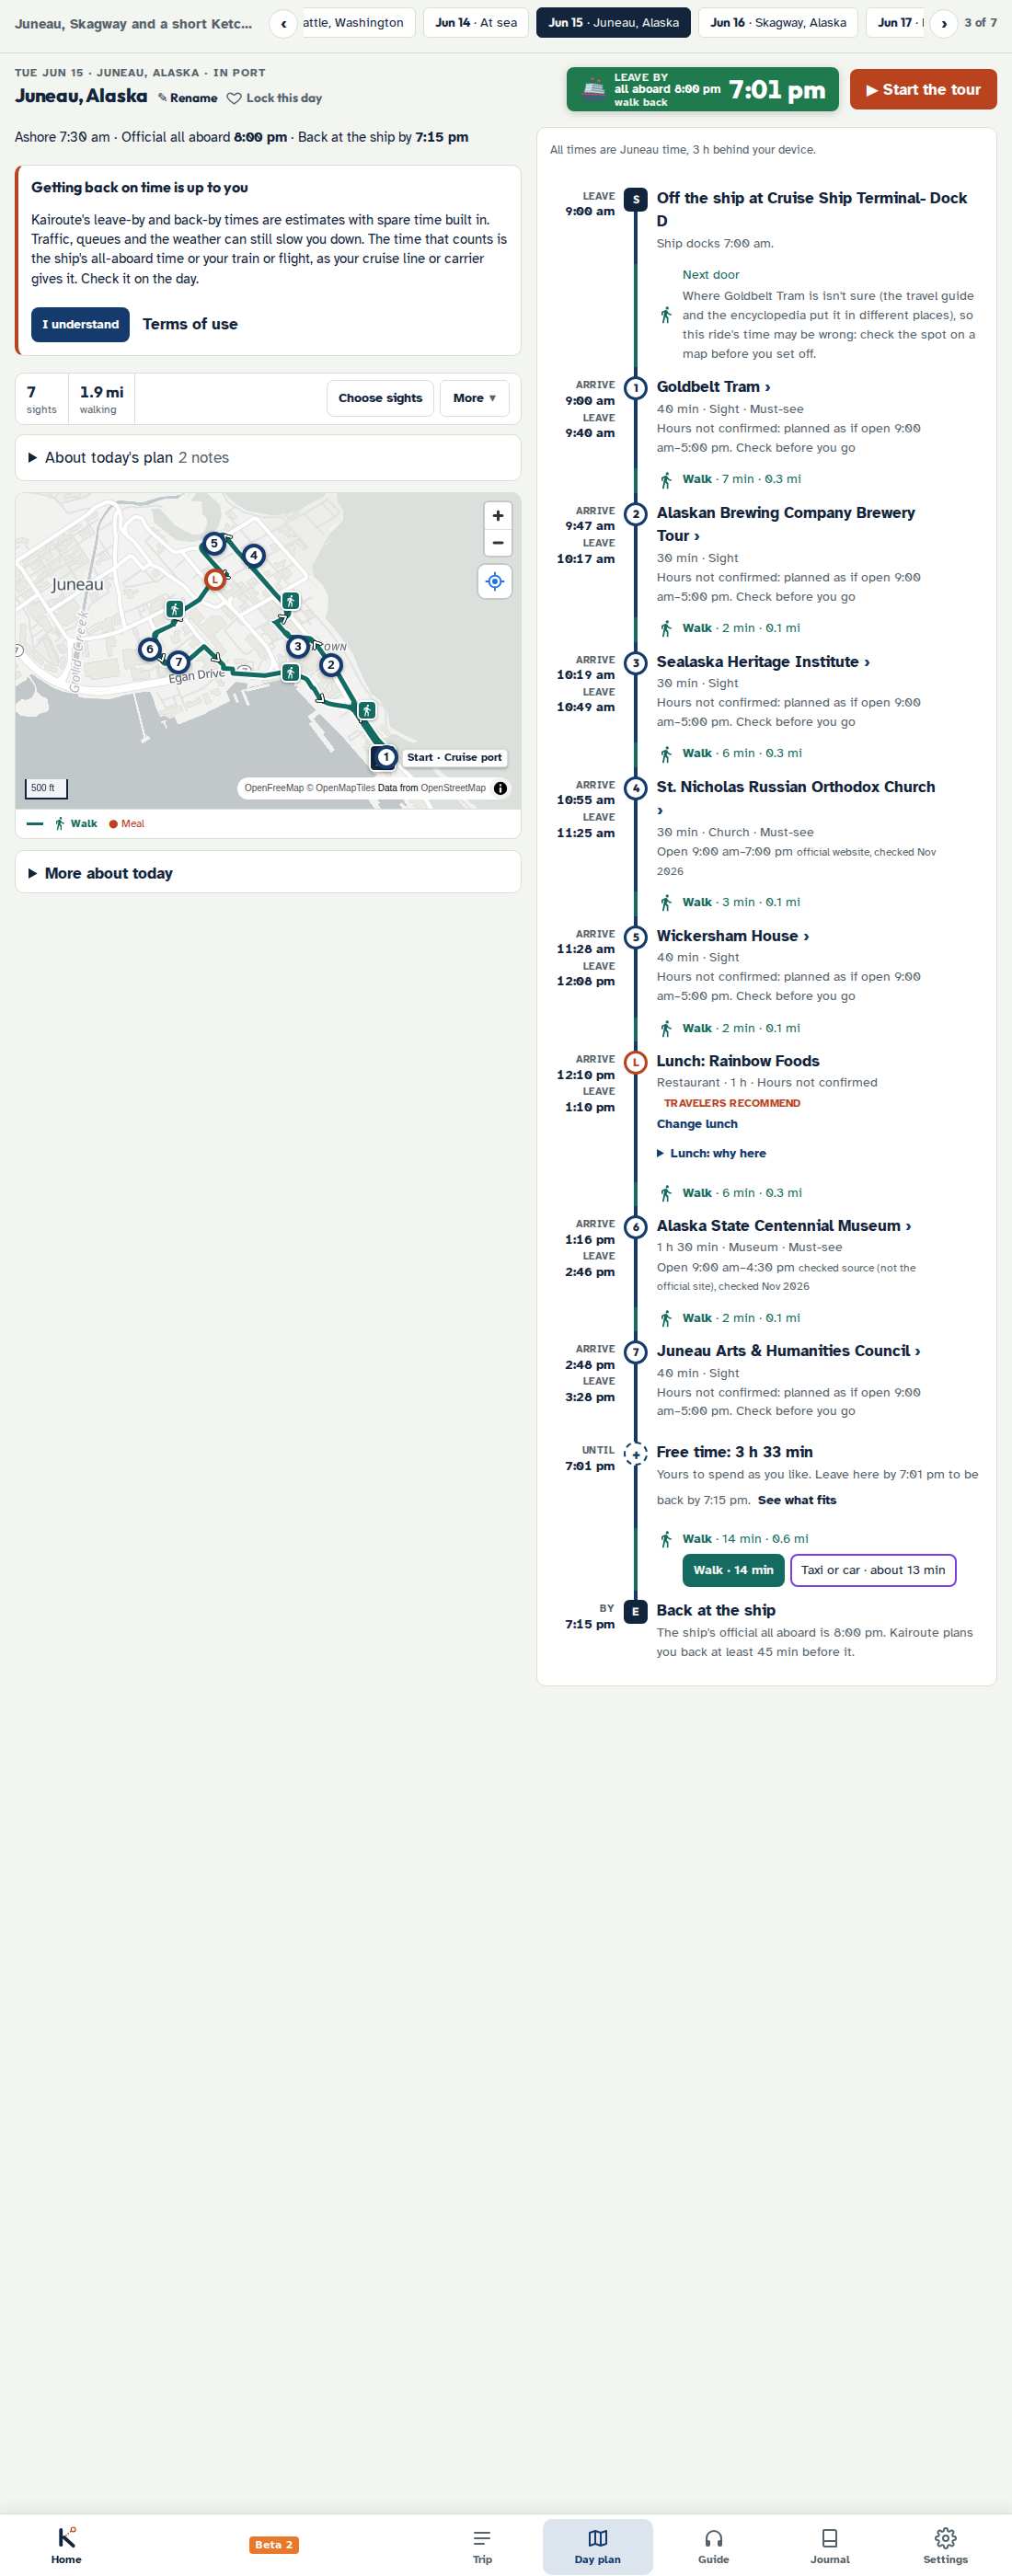 Juneau, Skagway and a short Ketc...
‹
attle, Washington
Jun 14 · At sea
Jun 15 · Juneau, Alaska
Jun 16 · Skagway, Alaska
Jun 17 ·
›
3 of 7
TUE JUN 15 · JUNEAU, ALASKA · IN PORT
Juneau, Alaska ✎ Rename Lock this day
LEAVE BY
all aboard 8:00 pm
walk back
7:01 pm
▶ Start the tour
Ashore 7:30 am · Official all aboard 8:00 pm · Back at the ship by 7:15 pm
Getting back on time is up to you
Kairoute's leave-by and back-by times are estimates with spare time built in.
Traffic, queues and the weather can still slow you down. The time that counts is
the ship's all-aboard time or your train or flight, as your cruise line or carrier
gives it. Check it on the day.
I understand
Terms of use
7
sights
1.9 mi
walking
Choose sights
More ▼
▶ About today's plan 2 notes
Juneau
Gold Creek
Egan Drive
OWN
5
4
L
6
7
3
2
1
Start · Cruise port
+
−
500 ft
OpenFreeMap © OpenMapTiles Data from OpenStreetMap
Walk
Meal
▶ More about today
All times are Juneau time, 3 h behind your device.
LEAVE
9:00 am
S
Off the ship at Cruise Ship Terminal- Dock
D
Ship docks 7:00 am.
Next door
Where Goldbelt Tram is isn't sure (the travel guide
and the encyclopedia put it in different places), so
this ride's time may be wrong: check the spot on a
map before you set off.
ARRIVE
9:00 am
LEAVE
9:40 am
1
Goldbelt Tram ›
40 min · Sight · Must-see
Hours not confirmed: planned as if open 9:00
am–5:00 pm. Check before you go
Walk · 7 min · 0.3 mi
ARRIVE
9:47 am
LEAVE
10:17 am
2
Alaskan Brewing Company Brewery
Tour ›
30 min · Sight
Hours not confirmed: planned as if open 9:00
am–5:00 pm. Check before you go
Walk · 2 min · 0.1 mi
ARRIVE
10:19 am
LEAVE
10:49 am
3
Sealaska Heritage Institute ›
30 min · Sight
Hours not confirmed: planned as if open 9:00
am–5:00 pm. Check before you go
Walk · 6 min · 0.3 mi
ARRIVE
10:55 am
LEAVE
11:25 am
4
St. Nicholas Russian Orthodox Church
›
30 min · Church · Must-see
Open 9:00 am–7:00 pm official website, checked Nov
2026
Walk · 3 min · 0.1 mi
ARRIVE
11:28 am
LEAVE
12:08 pm
5
Wickersham House ›
40 min · Sight
Hours not confirmed: planned as if open 9:00
am–5:00 pm. Check before you go
Walk · 2 min · 0.1 mi
ARRIVE
12:10 pm
LEAVE
1:10 pm
L
Lunch: Rainbow Foods
Restaurant · 1 h · Hours not confirmed
TRAVELERS RECOMMEND
Change lunch
▶ Lunch: why here
Walk · 6 min · 0.3 mi
ARRIVE
1:16 pm
LEAVE
2:46 pm
6
Alaska State Centennial Museum ›
1 h 30 min · Museum · Must-see
Open 9:00 am–4:30 pm checked source (not the
official site), checked Nov 2026
Walk · 2 min · 0.1 mi
ARRIVE
2:48 pm
LEAVE
3:28 pm
7
Juneau Arts & Humanities Council ›
40 min · Sight
Hours not confirmed: planned as if open 9:00
am–5:00 pm. Check before you go
UNTIL
7:01 pm
+
Free time: 3 h 33 min
Yours to spend as you like. Leave here by 7:01 pm to be
back by 7:15 pm. See what fits
Walk · 14 min · 0.6 mi
Walk · 14 min
Taxi or car · about 13 min
BY
7:15 pm
E
Back at the ship
The ship's official all aboard is 8:00 pm. Kairoute plans
you back at least 45 min before it.
Home
Beta 2
Trip
Day plan
Guide
Journal
Settings